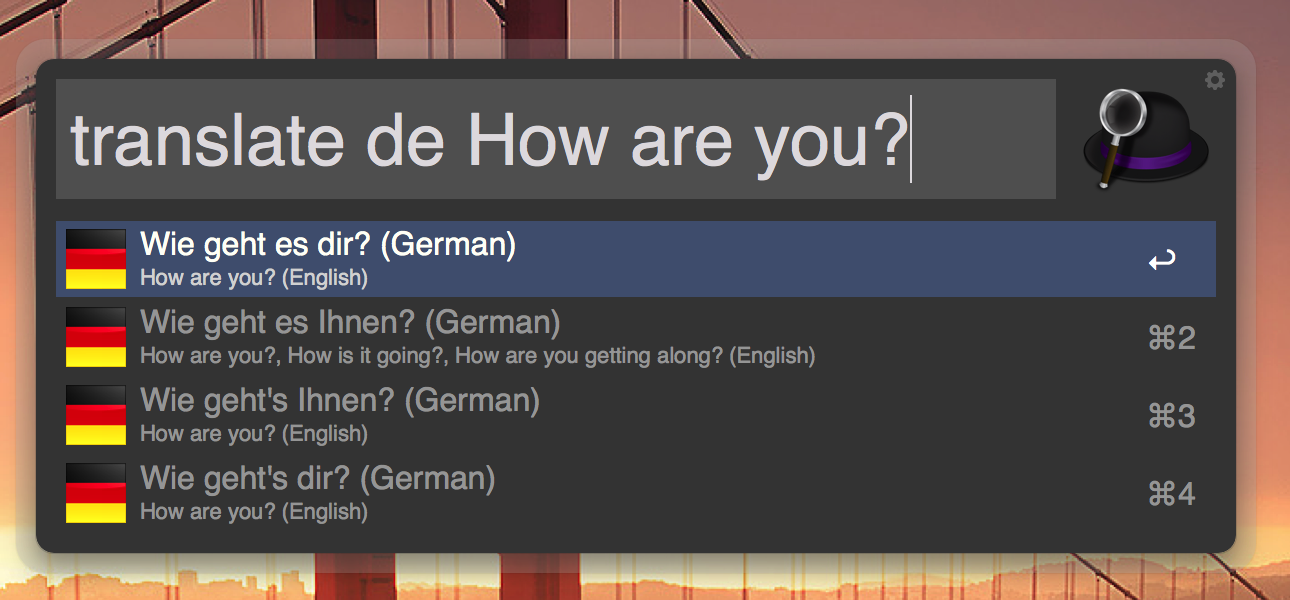 translate de How are you?
Wie geht es dir? (German)
How are you? (English)
Wie geht es Ihnen? (German)
⌘2
How are you?, How is it going?, How are you getting along? (English)
Wie geht's Ihnen? (German)
⌘3
How are you? (English)
Wie geht's dir? (German)
⌘4
How are you? (English)